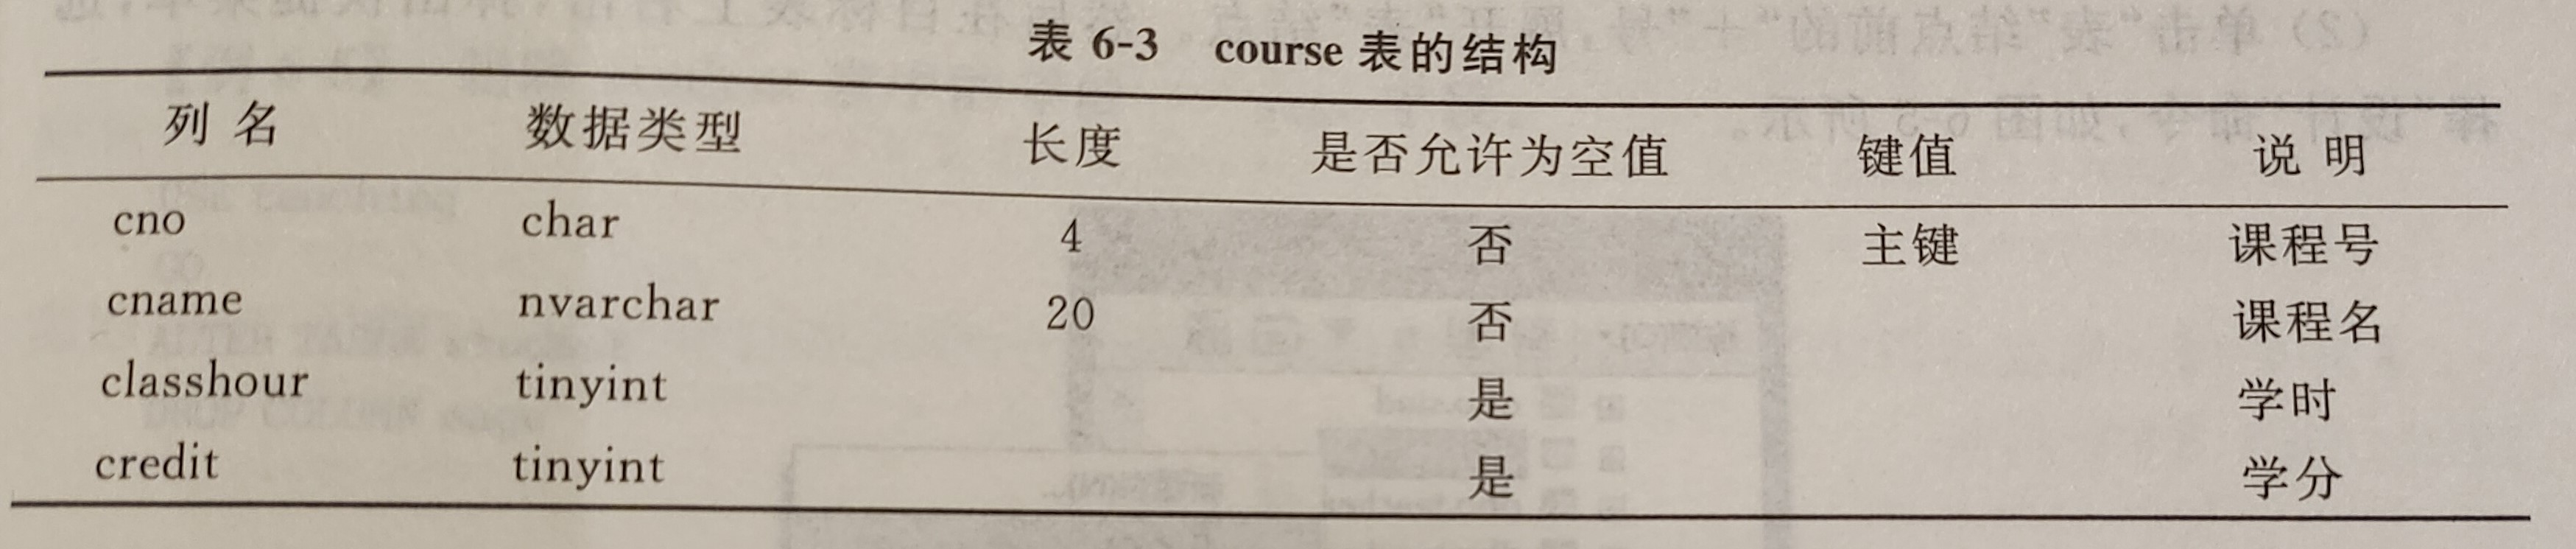 表 6-3 course 表的结构
列 名 数据类型 长度 是否允许为空值 键值 说 明
cno char 4 否 主键 课程号
cname nvarchar 20 否 课程名
classhour tinyint 是 学时
credit tinyint 是 学分